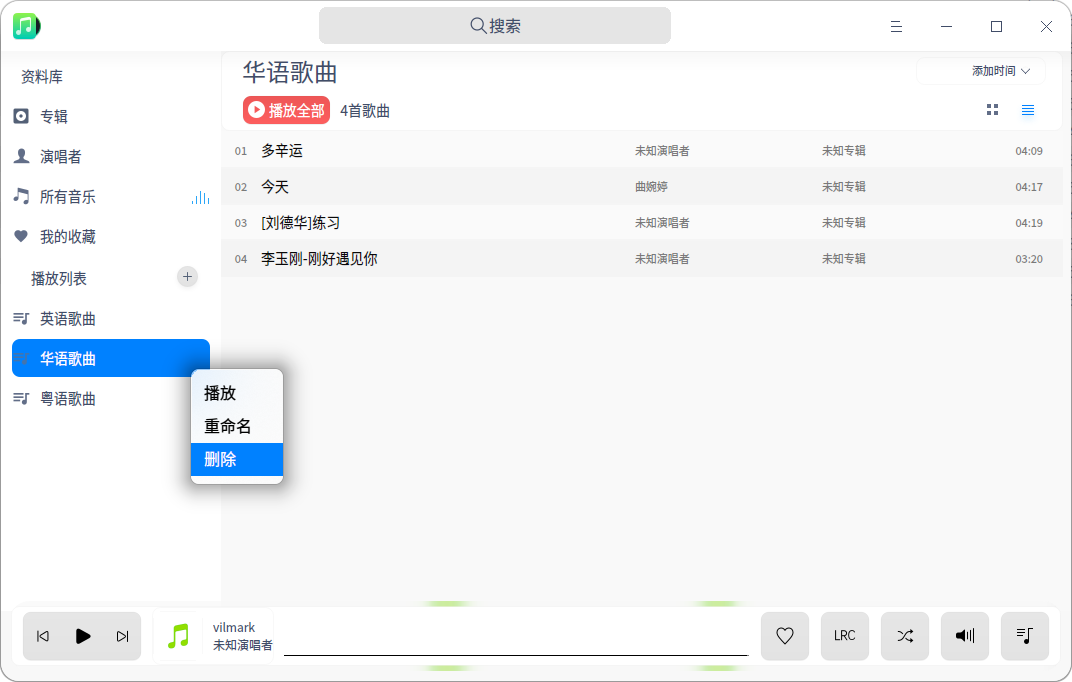 搜索
资料库
专辑
演唱者
所有音乐
我的收藏
播放列表
英语歌曲
华语歌曲
粤语歌曲
播放
重命名
删除
华语歌曲
添加时间
播放全部 4首歌曲
01 多辛运 未知演唱者 未知专辑 04:09
02 今天 曲婉婷 未知专辑 04:17
03 [刘德华]练习 未知演唱者 未知专辑 04:19
04 李玉刚-刚好遇见你 未知演唱者 未知专辑 03:20
vilmark
未知演唱者
LRC